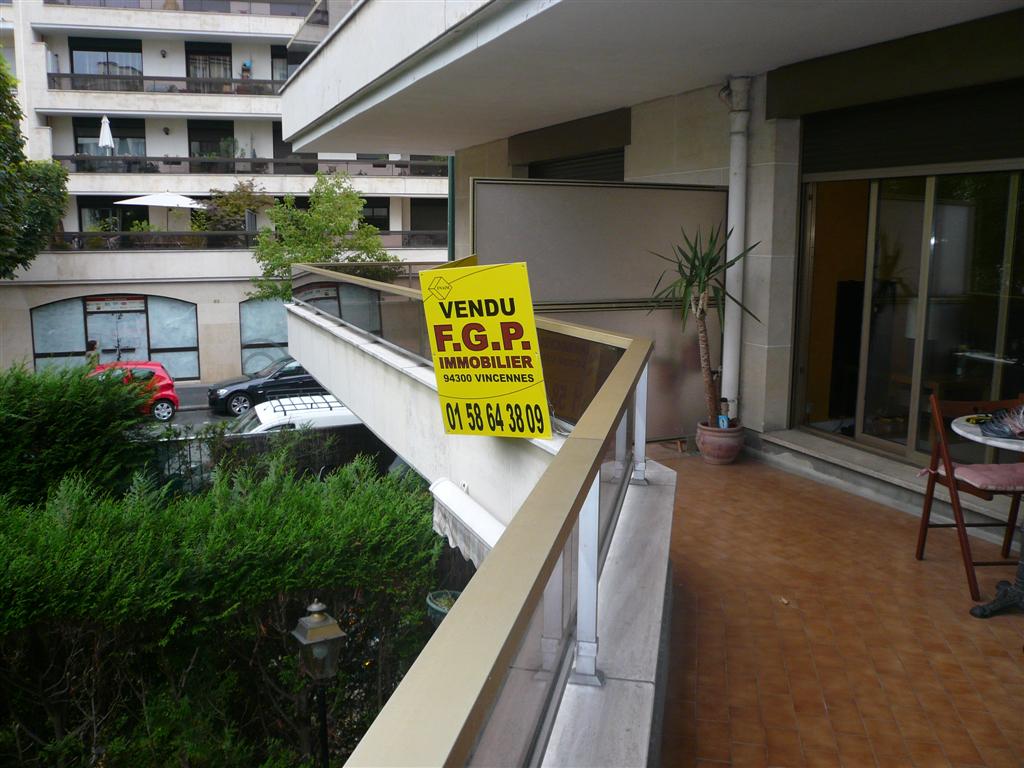 VENDU
F.G.P.
IMMOBILIER
94300 VINCENNES
01 58 64 38 09